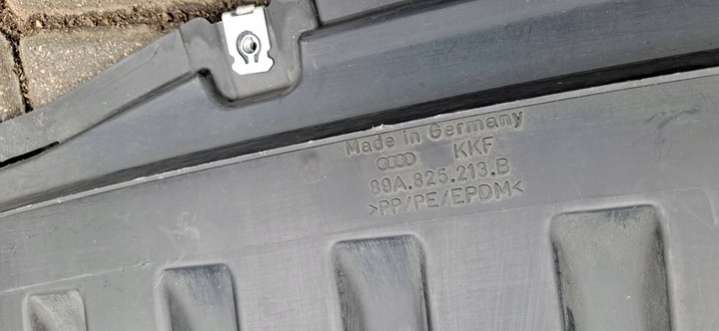 Made in Germany
KKF
89A.825.213.B
>PP/PE/EPDM<